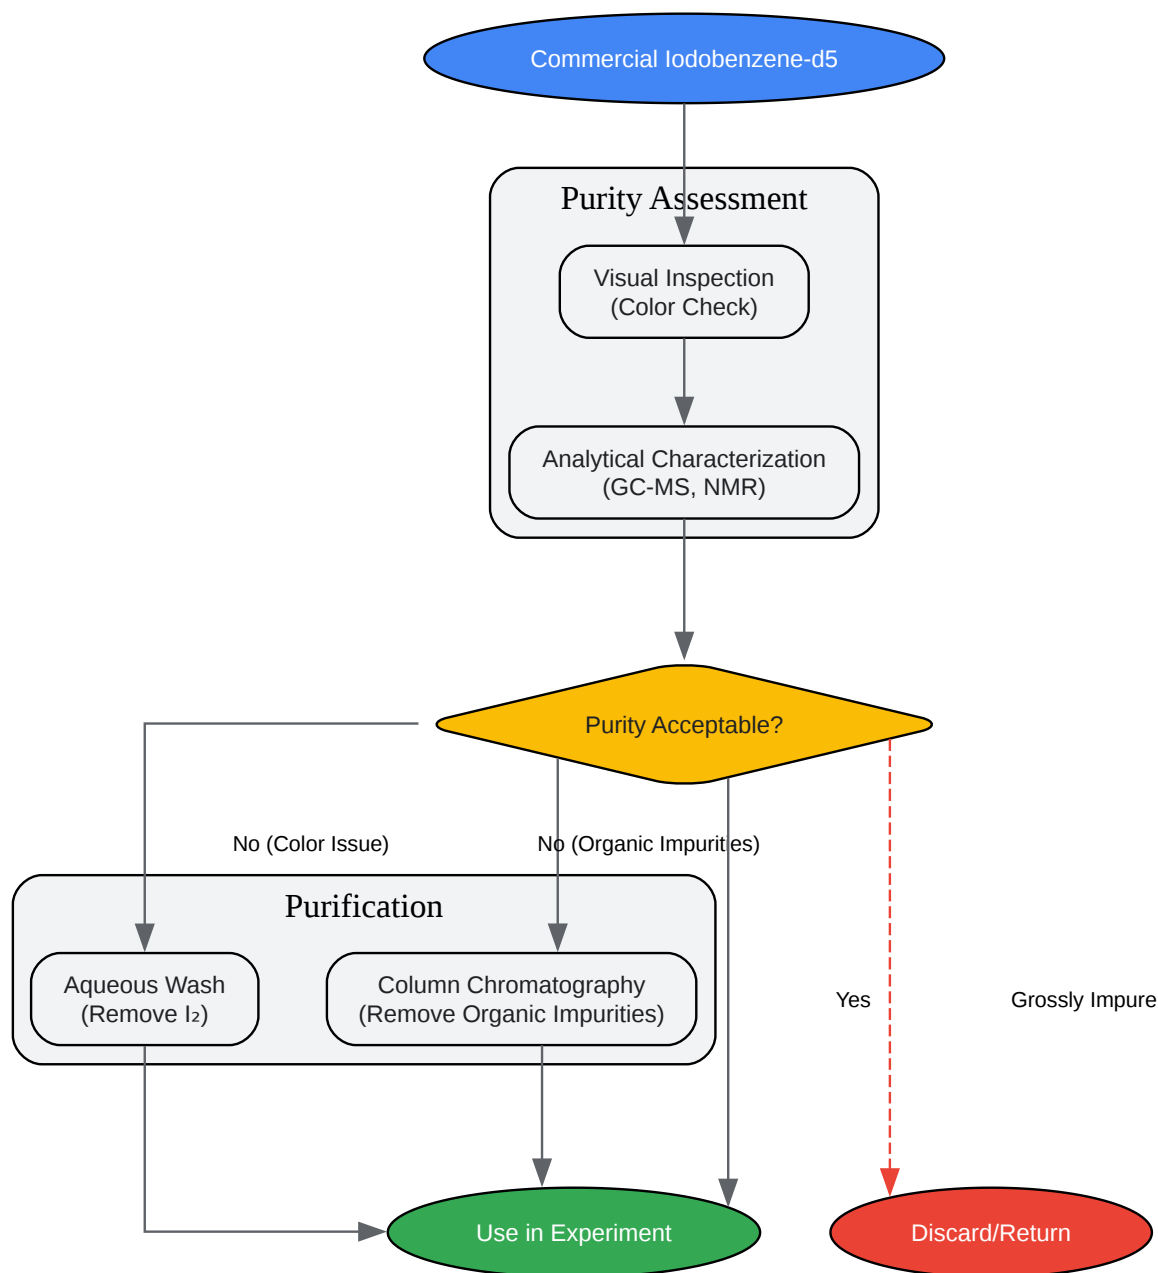 Commercial Iodobenzene-d5
Purity Assessment
Visual Inspection
(Color Check)
Analytical Characterization
(GC-MS, NMR)
Purity Acceptable?
No (Color Issue)
No (Organic Impurities)
Purification
Aqueous Wash
(Remove I₂)
Column Chromatography
(Remove Organic Impurities)
Yes
Grossly Impure
Use in Experiment
Discard/Return